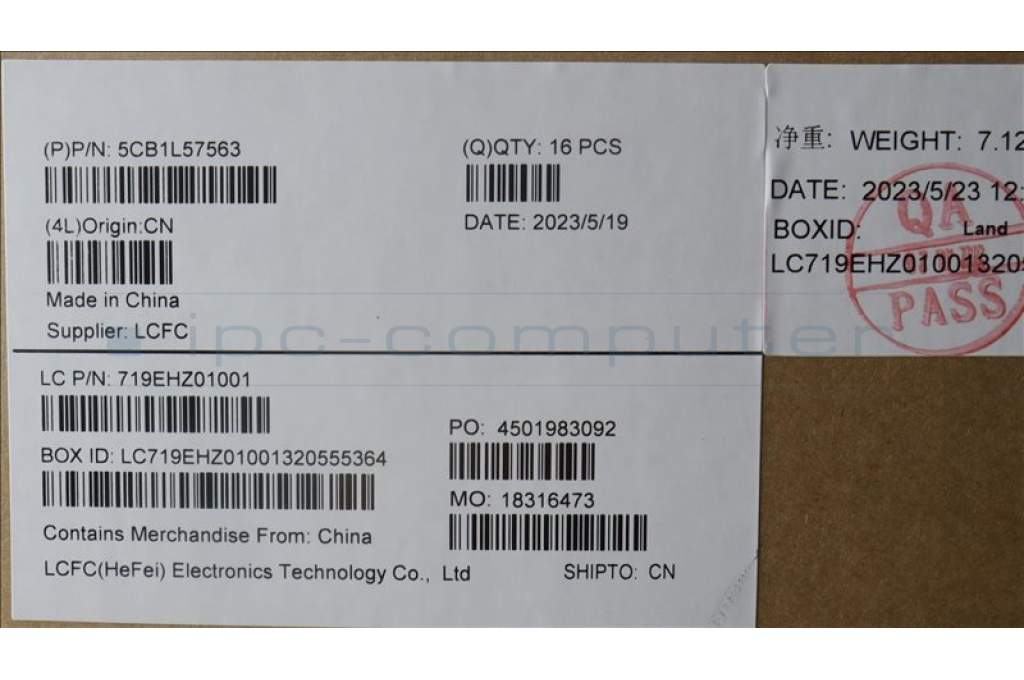 (P)P/N: 5CB1L57563
(Q)QTY: 16 PCS
(4L)Origin:CN
DATE: 2023/5/19
Made in China
Supplier: LCFC
LC P/N: 719EHZ01001
PO: 4501983092
BOX ID: LC719EHZ01001320555364
MO: 18316473
Contains Merchandise From: China
LCFC(HeFei) Electronics Technology Co., Ltd
SHIPTO: CN
净重: WEIGHT: 7.12
DATE: 2023/5/23 12:
BOXID: Land
LC719EHZ01001320
QA
PASS
ipc-computer